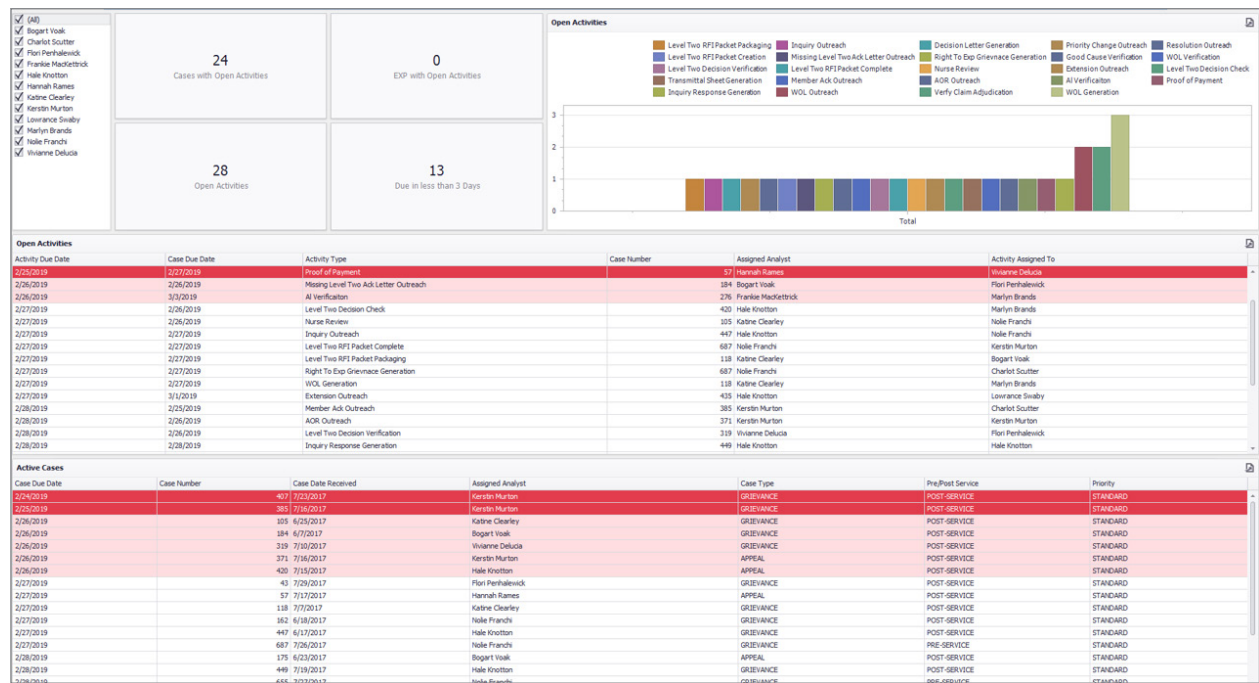 (All)
Bogart Voak
Charlot Scutter
Flori Penhalewick
Frankie MacKettrick
Hale Knotton
Hannah Rames
Katine Clearley
Kerstin Murton
Lowrance Swaby
Marlyn Brands
Nolie Franchi
Vivianne Delucia
24
Cases with Open Activities
0
EXP with Open Activities
28
Open Activities
13
Due in less than 3 Days
Open Activities
Level Two RFI Packet Packaging Inquiry Outreach Decision Letter Generation Priority Change Outreach Resolution Outreach
Level Two RFI Packet Creation Missing Level Two Ack Letter Outreach Right To Exp Grievnace Generation Good Cause Verification WOL Verification
Level Two Decision Verification Level Two RFI Packet Complete Nurse Review Extension Outreach Level Two Decision Check
Transmittal Sheet Generation Member Ack Outreach AOR Outreach Al Verificaiton Proof of Payment
Inquiry Response Generation WOL Outreach Verfy Claim Adjudication WOL Generation
3
2
1
0
Total
Open Activities
Activity Due Date Case Due Date Activity Type Case Number Assigned Analyst Activity Assigned To
2/25/2019 2/27/2019 Proof of Payment 57 Hannah Rames Vivianne Delucia
2/26/2019 2/26/2019 Missing Level Two Ack Letter Outreach 184 Bogart Voak Flori Penhalewick
2/26/2019 3/3/2019 Al Verificaiton 276 Frankie MacKettrick Marlyn Brands
2/27/2019 2/26/2019 Level Two Decision Check 420 Hale Knotton Marlyn Brands
2/27/2019 2/26/2019 Nurse Review 105 Katine Clearley Nolie Franchi
2/27/2019 2/27/2019 Inquiry Outreach 447 Hale Knotton Nolie Franchi
2/27/2019 2/27/2019 Level Two RFI Packet Complete 687 Nolie Franchi Kerstin Murton
2/27/2019 2/27/2019 Level Two RFI Packet Packaging 118 Katine Clearley Bogart Voak
2/27/2019 2/27/2019 Right To Exp Grievnace Generation 687 Nolie Franchi Charlot Scutter
2/27/2019 2/27/2019 WOL Generation 118 Katine Clearley Marlyn Brands
2/27/2019 3/1/2019 Extension Outreach 435 Hale Knotton Lowrance Swaby
2/28/2019 2/25/2019 Member Ack Outreach 385 Kerstin Murton Charlot Scutter
2/28/2019 2/26/2019 AOR Outreach 371 Kerstin Murton Kerstin Murton
2/28/2019 2/26/2019 Level Two Decision Verification 319 Vivianne Delucia Flori Penhalewick
2/28/2019 2/28/2019 Inquiry Response Generation 449 Hale Knotton Hale Knotton
Active Cases
Case Due Date Case Number Case Date Received Assigned Analyst Case Type Pre/Post Service Priority
2/24/2019 407 7/23/2017 Kerstin Murton GRIEVANCE POST-SERVICE STANDARD
2/25/2019 385 7/16/2017 Kerstin Murton GRIEVANCE POST-SERVICE STANDARD
2/26/2019 105 6/25/2017 Katine Clearley GRIEVANCE POST-SERVICE STANDARD
2/26/2019 184 6/7/2017 Bogart Voak GRIEVANCE POST-SERVICE STANDARD
2/26/2019 319 7/10/2017 Vivianne Delucia GRIEVANCE POST-SERVICE STANDARD
2/26/2019 371 7/16/2017 Kerstin Murton APPEAL POST-SERVICE STANDARD
2/26/2019 420 7/15/2017 Hale Knotton APPEAL POST-SERVICE STANDARD
2/27/2019 43 7/29/2017 Flori Penhalewick GRIEVANCE POST-SERVICE STANDARD
2/27/2019 57 7/17/2017 Hannah Rames APPEAL POST-SERVICE STANDARD
2/27/2019 118 7/7/2017 Katine Clearley GRIEVANCE POST-SERVICE STANDARD
2/27/2019 162 6/18/2017 Nolie Franchi GRIEVANCE POST-SERVICE STANDARD
2/27/2019 447 6/17/2017 Hale Knotton GRIEVANCE POST-SERVICE STANDARD
2/27/2019 687 7/26/2017 Nolie Franchi GRIEVANCE PRE-SERVICE STANDARD
2/28/2019 175 6/23/2017 Bogart Voak APPEAL POST-SERVICE STANDARD
2/28/2019 449 7/19/2017 Hale Knotton GRIEVANCE POST-SERVICE STANDARD
2/28/2019 655 7/27/2017 Nolie Franchi GRIEVANCE PRE-SERVICE STANDARD